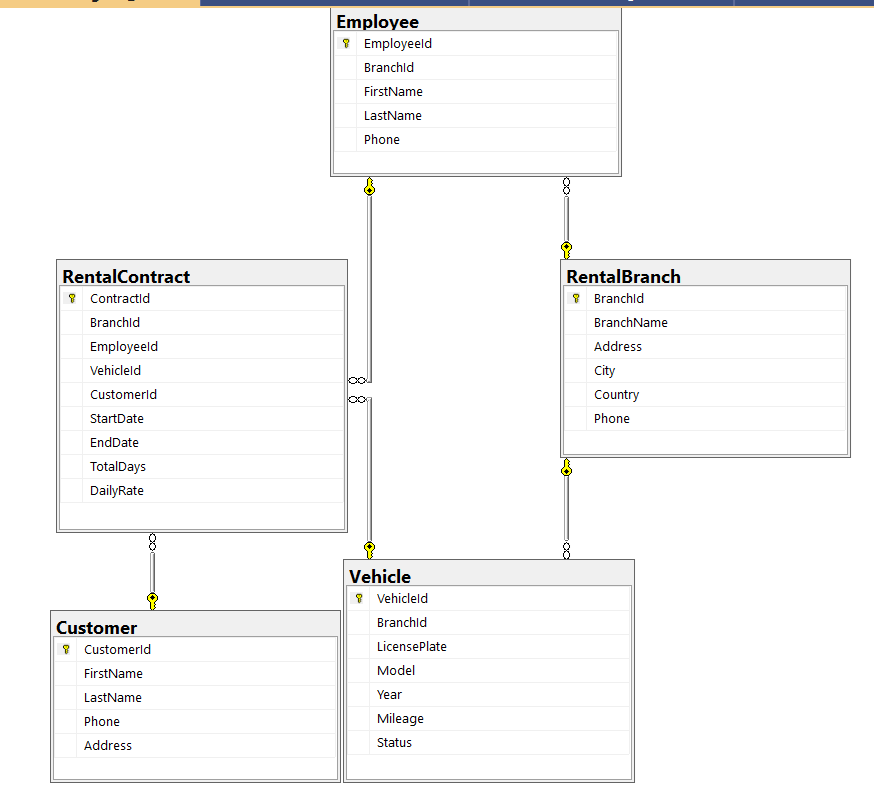 Employee
EmployeeId
BranchId
FirstName
LastName
Phone
RentalContract
ContractId
BranchId
EmployeeId
VehicleId
CustomerId
StartDate
EndDate
TotalDays
DailyRate
RentalBranch
BranchId
BranchName
Address
City
Country
Phone
Customer
CustomerId
FirstName
LastName
Phone
Address
Vehicle
VehicleId
BranchId
LicensePlate
Model
Year
Mileage
Status